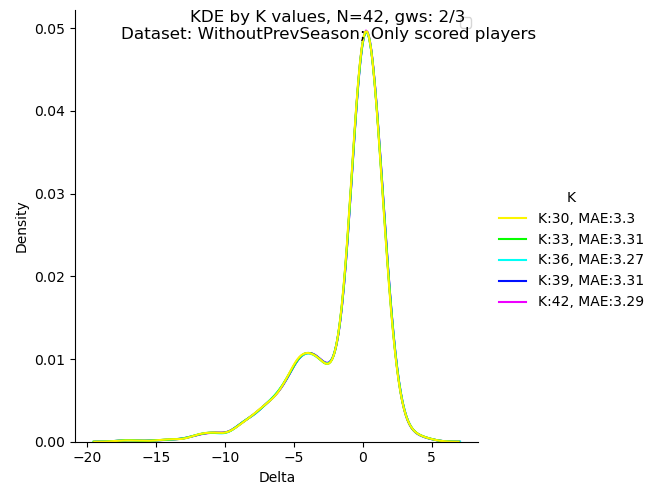 KDE by K values, N=42, gws: 2/3
Dataset: WithoutPrevSeason; Only scored players
0.05
0.04
0.03
0.02
0.01
0.00
Density
−20
−15
−10
−5
0
5
Delta
K
K:30, MAE:3.3
K:33, MAE:3.31
K:36, MAE:3.27
K:39, MAE:3.31
K:42, MAE:3.29